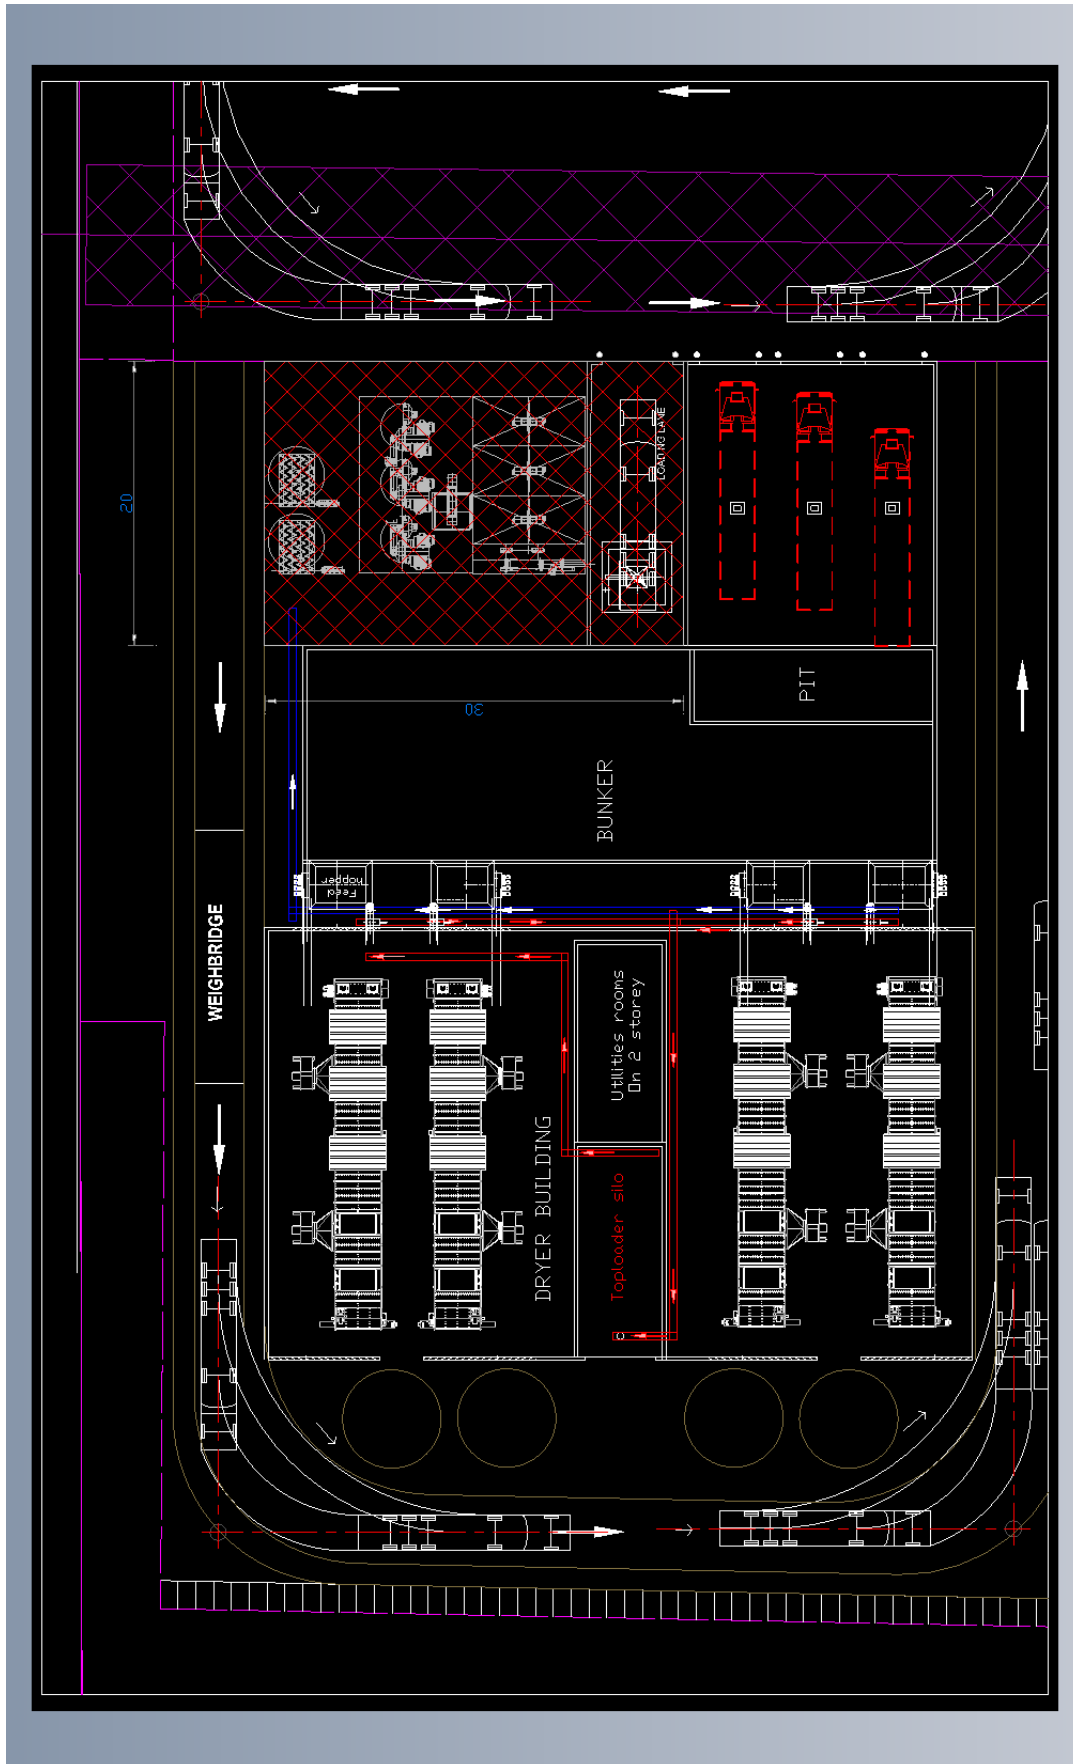 LOADING LANE
20
PIT
30
BUNKER
Feed
hopper
WEIGHBRIDGE
Utilities rooms
On 2 storey
DRYER BUILDING
Toploader silo